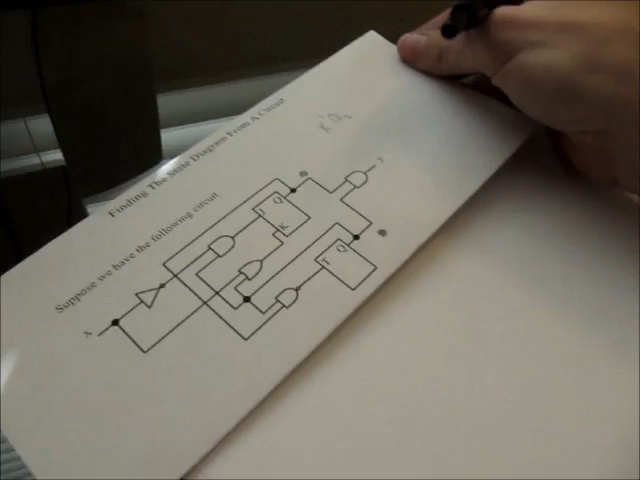 Finding The State Diagram From A Circuit
Suppose we have the following circuit
X
J Q
K
T Q